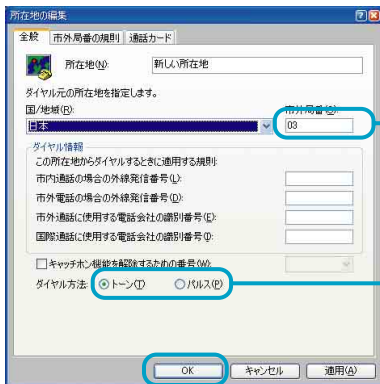 所在地の編集
全般 市外局番の規則 通話カード
所在地(N): 新しい所在地
ダイヤル元の所在地を指定します。
国/地域(R): 市外局番(C):
日本 03
ダイヤル情報
この所在地からダイヤルするときに適用する規則:
市内通話の場合の外線発信番号(L):
市外電話の場合の外線発信番号(D):
市外通話に使用する電話会社の識別番号(E):
国際通話に使用する電話会社の識別番号(I):
キャッチホン機能を解除するための番号(W):
ダイヤル方法: トーン(T) パルス(P)
OK キャンセル 適用(A)